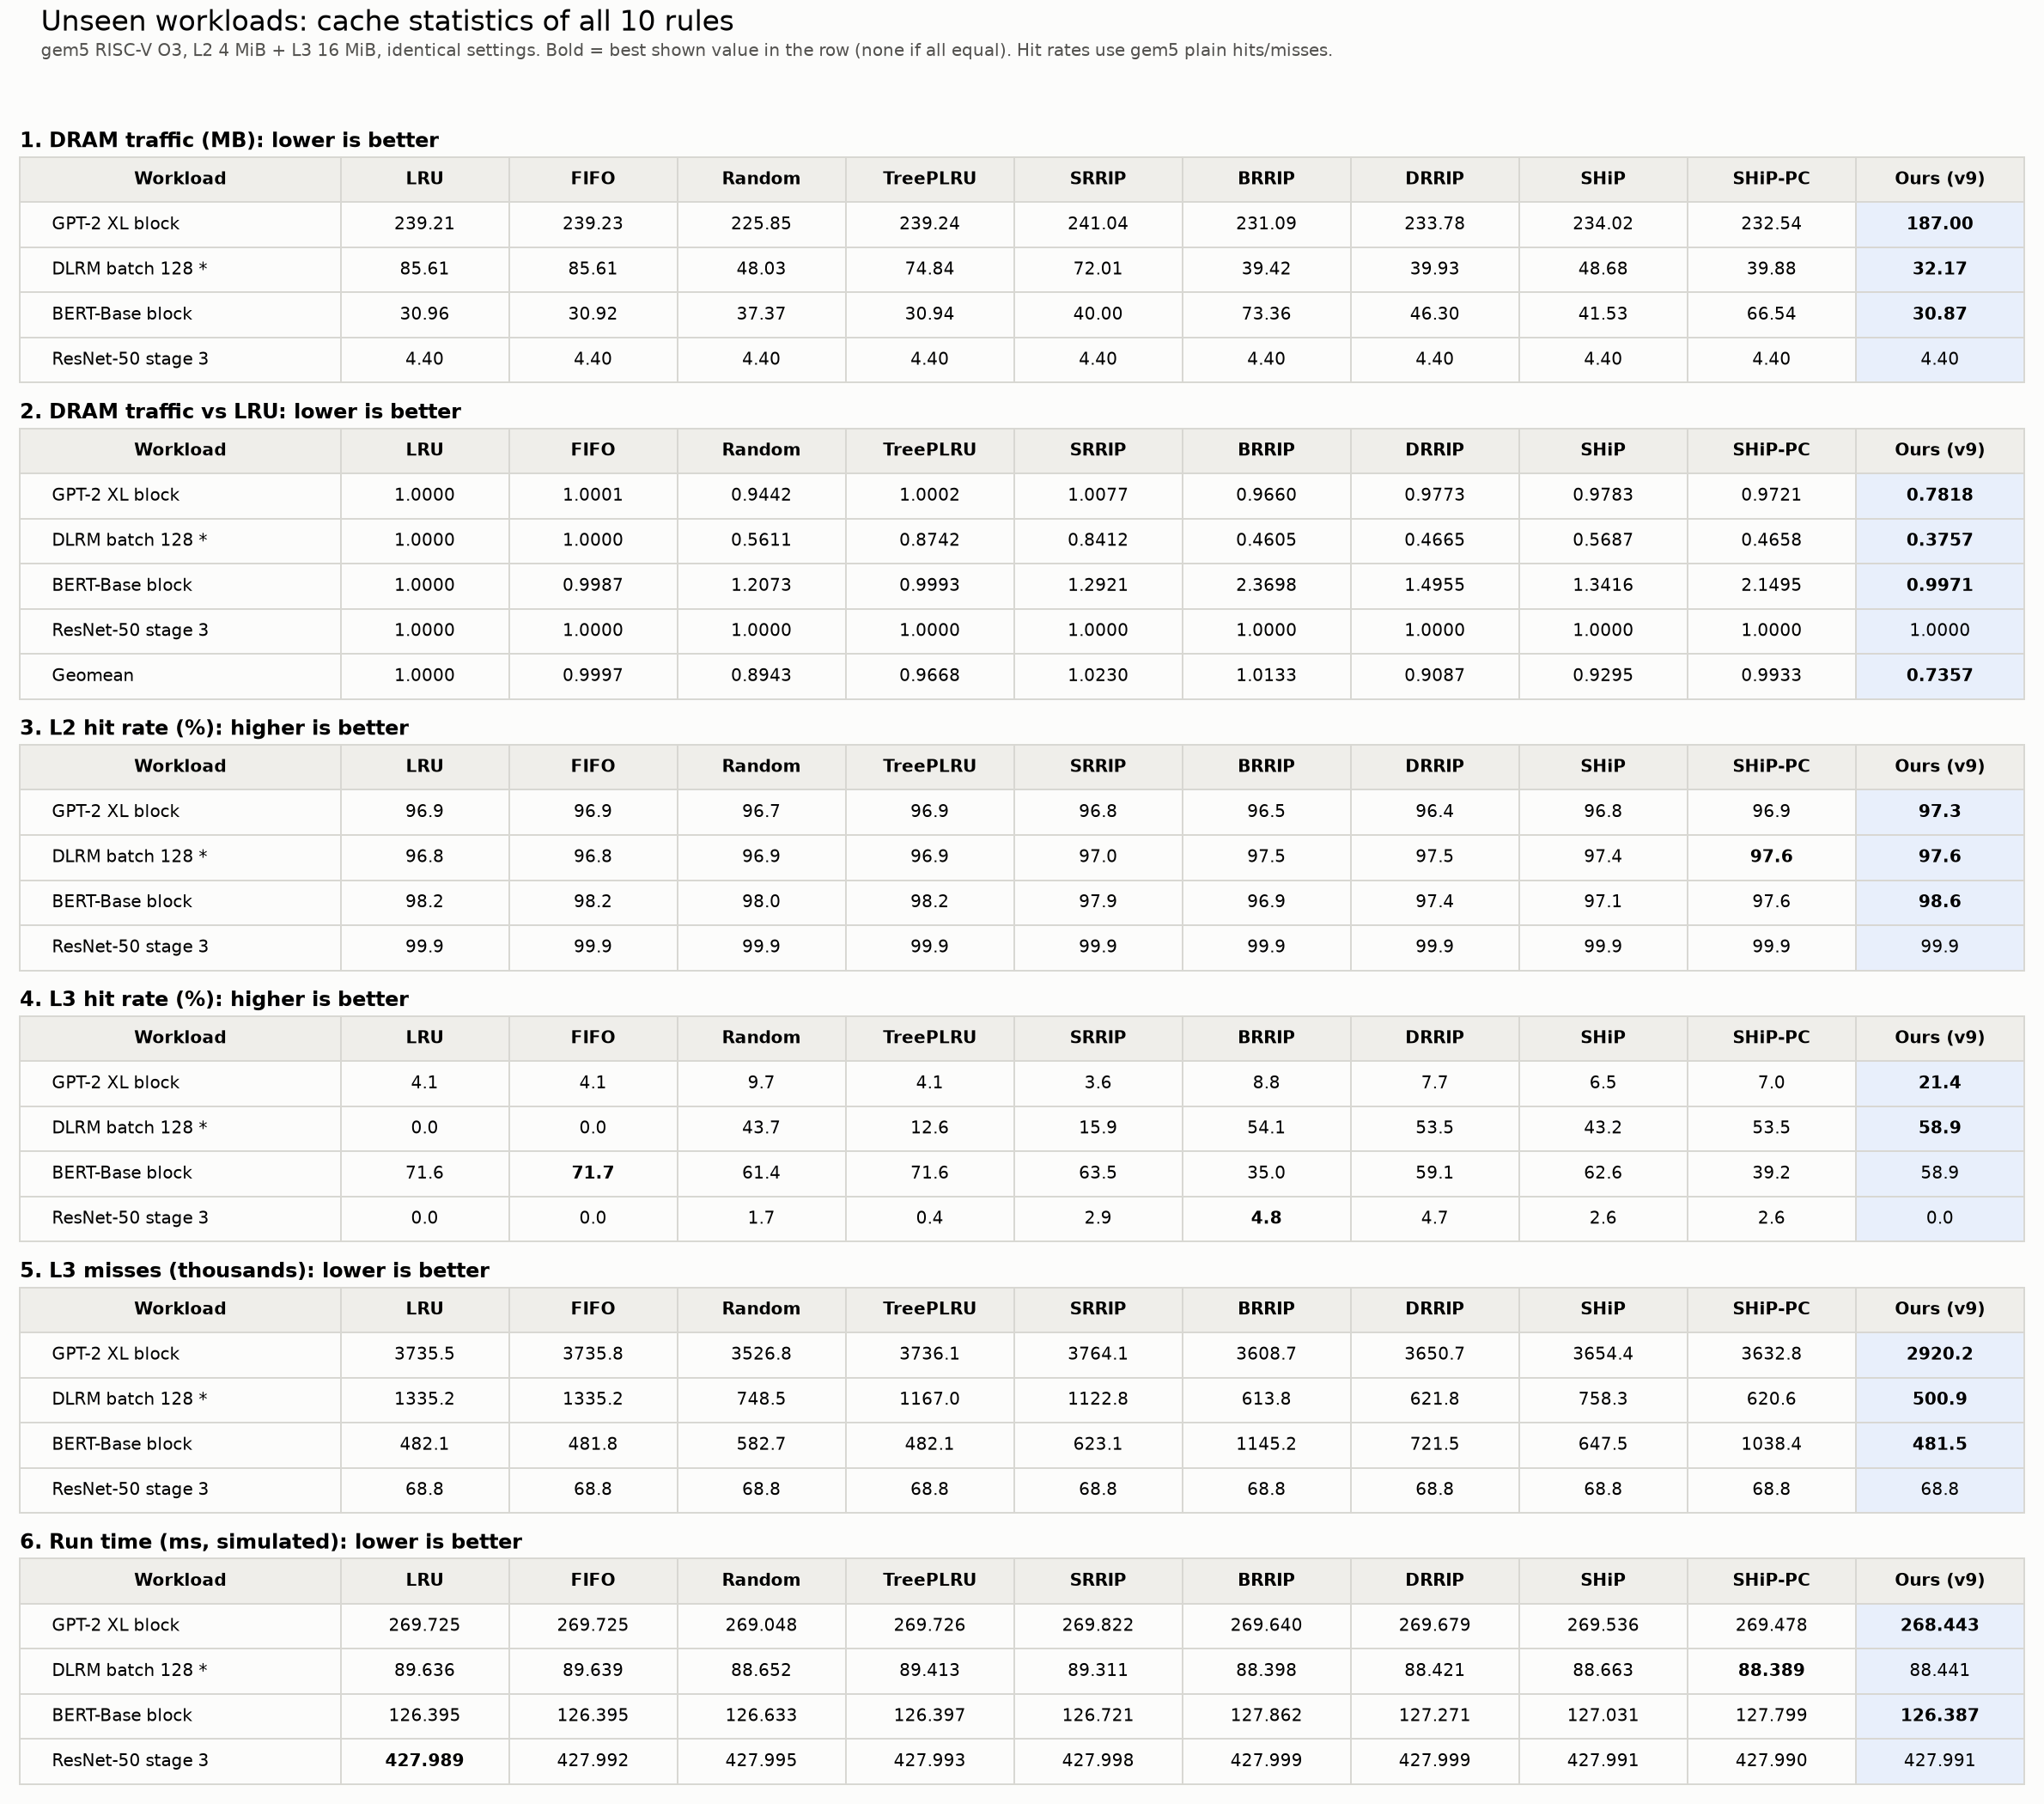 Unseen workloads: cache statistics of all 10 rules
gem5 RISC-V O3, L2 4 MiB + L3 16 MiB, identical settings. Bold = best shown value in the row (none if all equal). Hit rates use gem5 plain hits/misses.
1. DRAM traffic (MB): lower is better
Workload LRU FIFO Random TreePLRU SRRIP BRRIP DRRIP SHiP SHiP-PC Ours (v9)
GPT-2 XL block 239.21 239.23 225.85 239.24 241.04 231.09 233.78 234.02 232.54 187.00
DLRM batch 128 * 85.61 85.61 48.03 74.84 72.01 39.42 39.93 48.68 39.88 32.17
BERT-Base block 30.96 30.92 37.37 30.94 40.00 73.36 46.30 41.53 66.54 30.87
ResNet-50 stage 3 4.40 4.40 4.40 4.40 4.40 4.40 4.40 4.40 4.40 4.40
2. DRAM traffic vs LRU: lower is better
Workload LRU FIFO Random TreePLRU SRRIP BRRIP DRRIP SHiP SHiP-PC Ours (v9)
GPT-2 XL block 1.0000 1.0001 0.9442 1.0002 1.0077 0.9660 0.9773 0.9783 0.9721 0.7818
DLRM batch 128 * 1.0000 1.0000 0.5611 0.8742 0.8412 0.4605 0.4665 0.5687 0.4658 0.3757
BERT-Base block 1.0000 0.9987 1.2073 0.9993 1.2921 2.3698 1.4955 1.3416 2.1495 0.9971
ResNet-50 stage 3 1.0000 1.0000 1.0000 1.0000 1.0000 1.0000 1.0000 1.0000 1.0000 1.0000
Geomean 1.0000 0.9997 0.8943 0.9668 1.0230 1.0133 0.9087 0.9295 0.9933 0.7357
3. L2 hit rate (%): higher is better
Workload LRU FIFO Random TreePLRU SRRIP BRRIP DRRIP SHiP SHiP-PC Ours (v9)
GPT-2 XL block 96.9 96.9 96.7 96.9 96.8 96.5 96.4 96.8 96.9 97.3
DLRM batch 128 * 96.8 96.8 96.9 96.9 97.0 97.5 97.5 97.4 97.6 97.6
BERT-Base block 98.2 98.2 98.0 98.2 97.9 96.9 97.4 97.1 97.6 98.6
ResNet-50 stage 3 99.9 99.9 99.9 99.9 99.9 99.9 99.9 99.9 99.9 99.9
4. L3 hit rate (%): higher is better
Workload LRU FIFO Random TreePLRU SRRIP BRRIP DRRIP SHiP SHiP-PC Ours (v9)
GPT-2 XL block 4.1 4.1 9.7 4.1 3.6 8.8 7.7 6.5 7.0 21.4
DLRM batch 128 * 0.0 0.0 43.7 12.6 15.9 54.1 53.5 43.2 53.5 58.9
BERT-Base block 71.6 71.7 61.4 71.6 63.5 35.0 59.1 62.6 39.2 58.9
ResNet-50 stage 3 0.0 0.0 1.7 0.4 2.9 4.8 4.7 2.6 2.6 0.0
5. L3 misses (thousands): lower is better
Workload LRU FIFO Random TreePLRU SRRIP BRRIP DRRIP SHiP SHiP-PC Ours (v9)
GPT-2 XL block 3735.5 3735.8 3526.8 3736.1 3764.1 3608.7 3650.7 3654.4 3632.8 2920.2
DLRM batch 128 * 1335.2 1335.2 748.5 1167.0 1122.8 613.8 621.8 758.3 620.6 500.9
BERT-Base block 482.1 481.8 582.7 482.1 623.1 1145.2 721.5 647.5 1038.4 481.5
ResNet-50 stage 3 68.8 68.8 68.8 68.8 68.8 68.8 68.8 68.8 68.8 68.8
6. Run time (ms, simulated): lower is better
Workload LRU FIFO Random TreePLRU SRRIP BRRIP DRRIP SHiP SHiP-PC Ours (v9)
GPT-2 XL block 269.725 269.725 269.048 269.726 269.822 269.640 269.679 269.536 269.478 268.443
DLRM batch 128 * 89.636 89.639 88.652 89.413 89.311 88.398 88.421 88.663 88.389 88.441
BERT-Base block 126.395 126.395 126.633 126.397 126.721 127.862 127.271 127.031 127.799 126.387
ResNet-50 stage 3 427.989 427.992 427.995 427.993 427.998 427.999 427.999 427.991 427.990 427.991